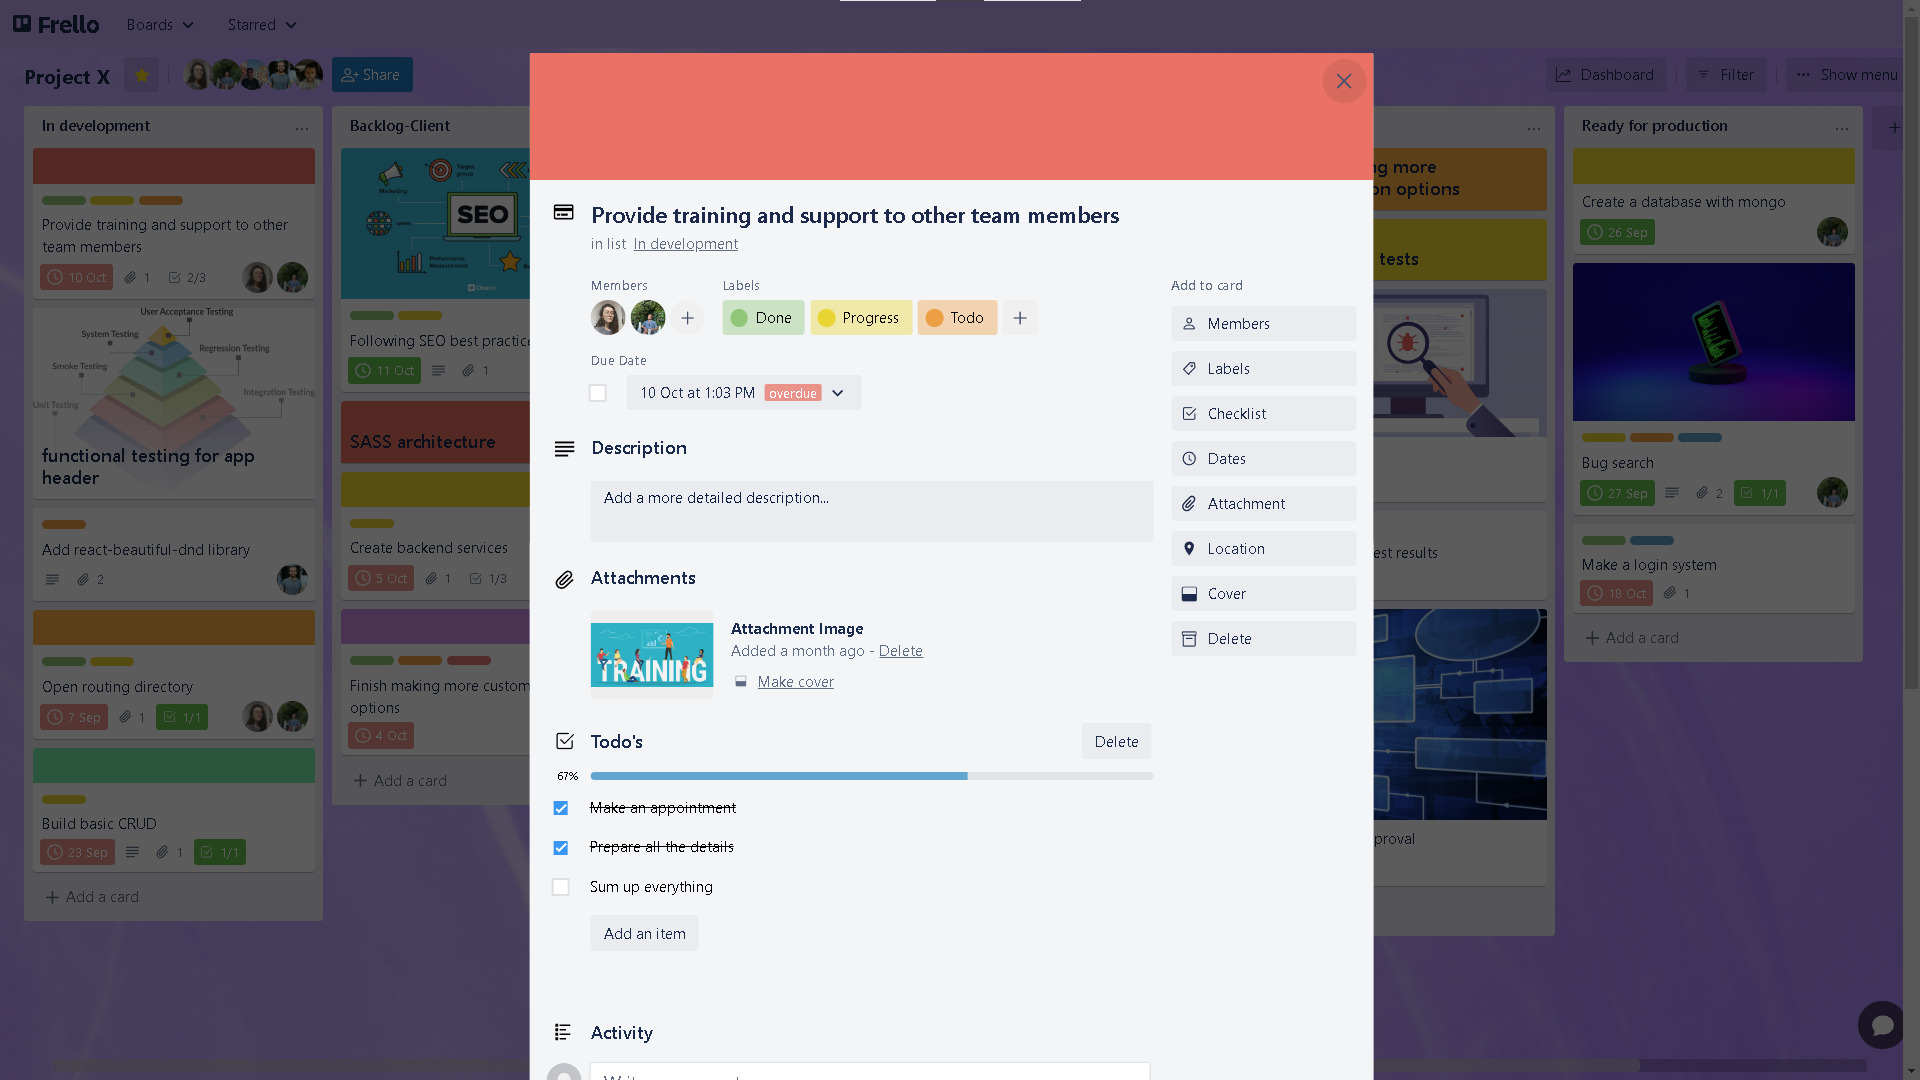 Frello
Boards
Starred
Project X
Share
Dashboard
Filter
Show menu
In development
Provide training and support to other
team members
10 Oct
1
2/3
User Acceptance Testing
System Testing
Regression Testing
Smoke Testing
Integration Testing
Unit Testing
functional testing for app
header
Add react-beautiful-dnd library
2
Open routing directory
7 Sep
1
1/1
Build basic CRUD
23 Sep
1
1/1
Add a card
Backlog-Client
Marketing
Target
group
SEO
Performance
Measurement
Following SEO best practice
11 Oct
1
SASS architecture
Create backend services
5 Oct
1
1/3
Finish making more custom
options
4 Oct
Add a card
Provide training and support to other team members
in list In development
Members
Labels
Done
Progress
Todo
Due Date
10 Oct at 1:03 PM
overdue
Description
Add a more detailed description...
Attachments
TRAINING
Attachment Image
Added a month ago - Delete
Make cover
Todo's
Delete
67%
Make an appointment
Prepare all the details
Sum up everything
Add an item
Activity
Add to card
Members
Labels
Checklist
Dates
Attachment
Location
Cover
Delete
ng more
on options
tests
est results
proval
Ready for production
Create a database with mongo
26 Sep
Bug search
27 Sep
2
1/1
Make a login system
18 Oct
1
Add a card